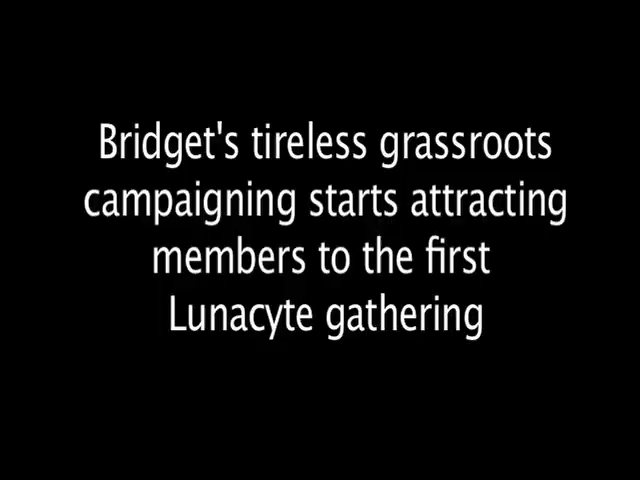 Bridget's tireless grassroots
campaigning starts attracting
members to the first
Lunacyte gathering